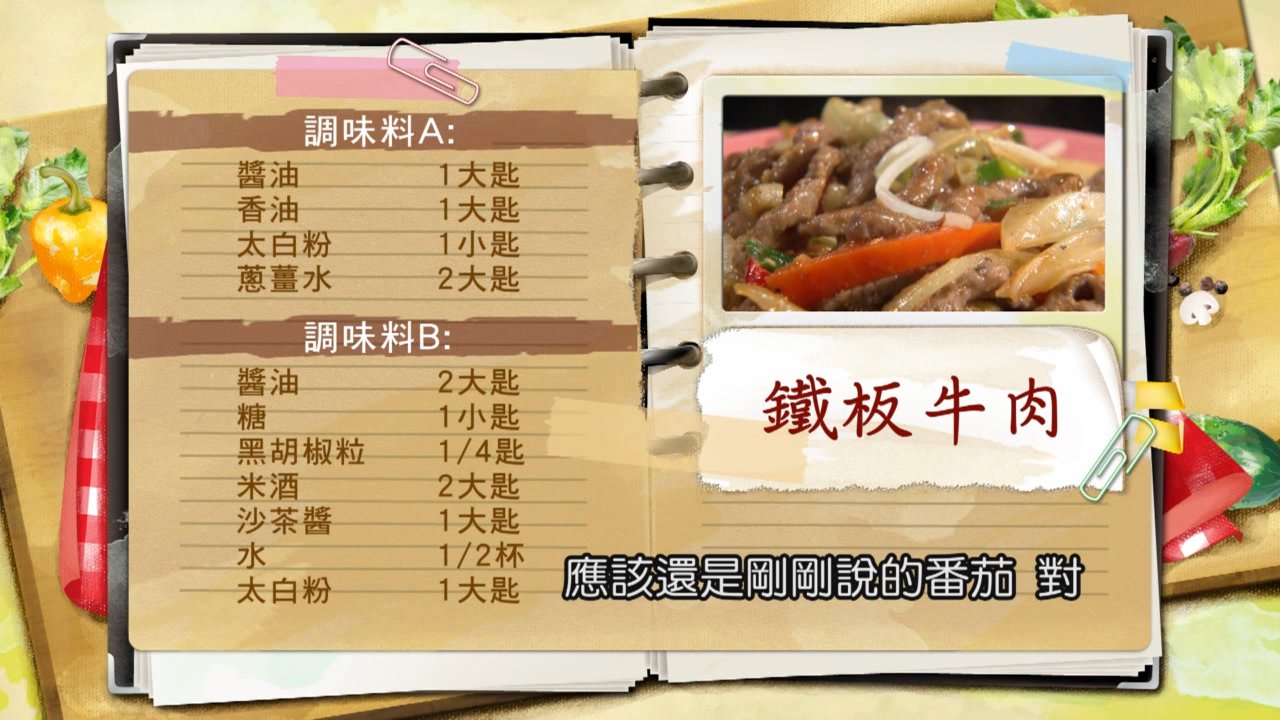 調味料A:
醬油 1大匙
香油 1大匙
太白粉 1小匙
蔥薑水 2大匙
調味料B:
醬油 2大匙
糖 1小匙
黑胡椒粒 1/4匙
米酒 2大匙
沙茶醬 1大匙
水 1/2杯
太白粉 1大匙
鐵板牛肉
應該還是剛剛說的番茄 對